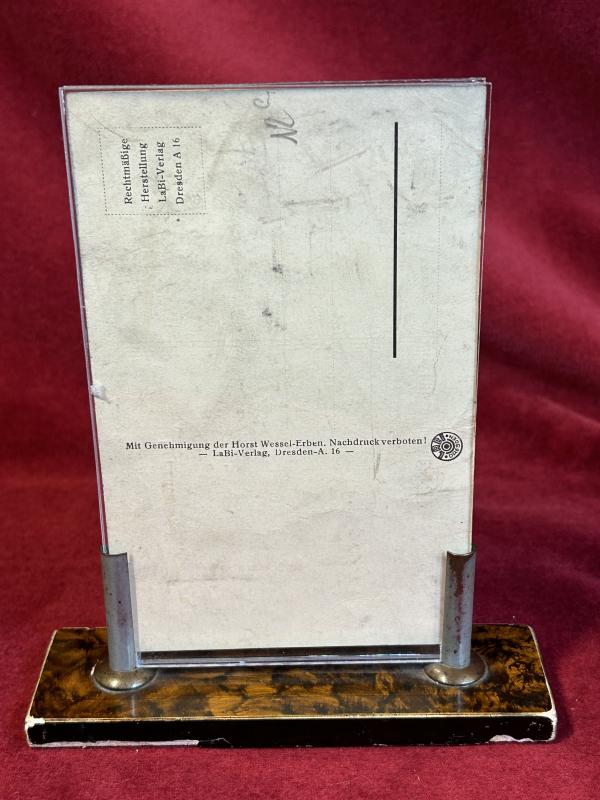 Rechtmäßige
Herstellung
LaBi-Verlag
Dresden A 16
Mit Genehmigung der Horst Wessel-Erben. Nachdruck verboten!
— LaBi-Verlag, Dresden-A. 16 —